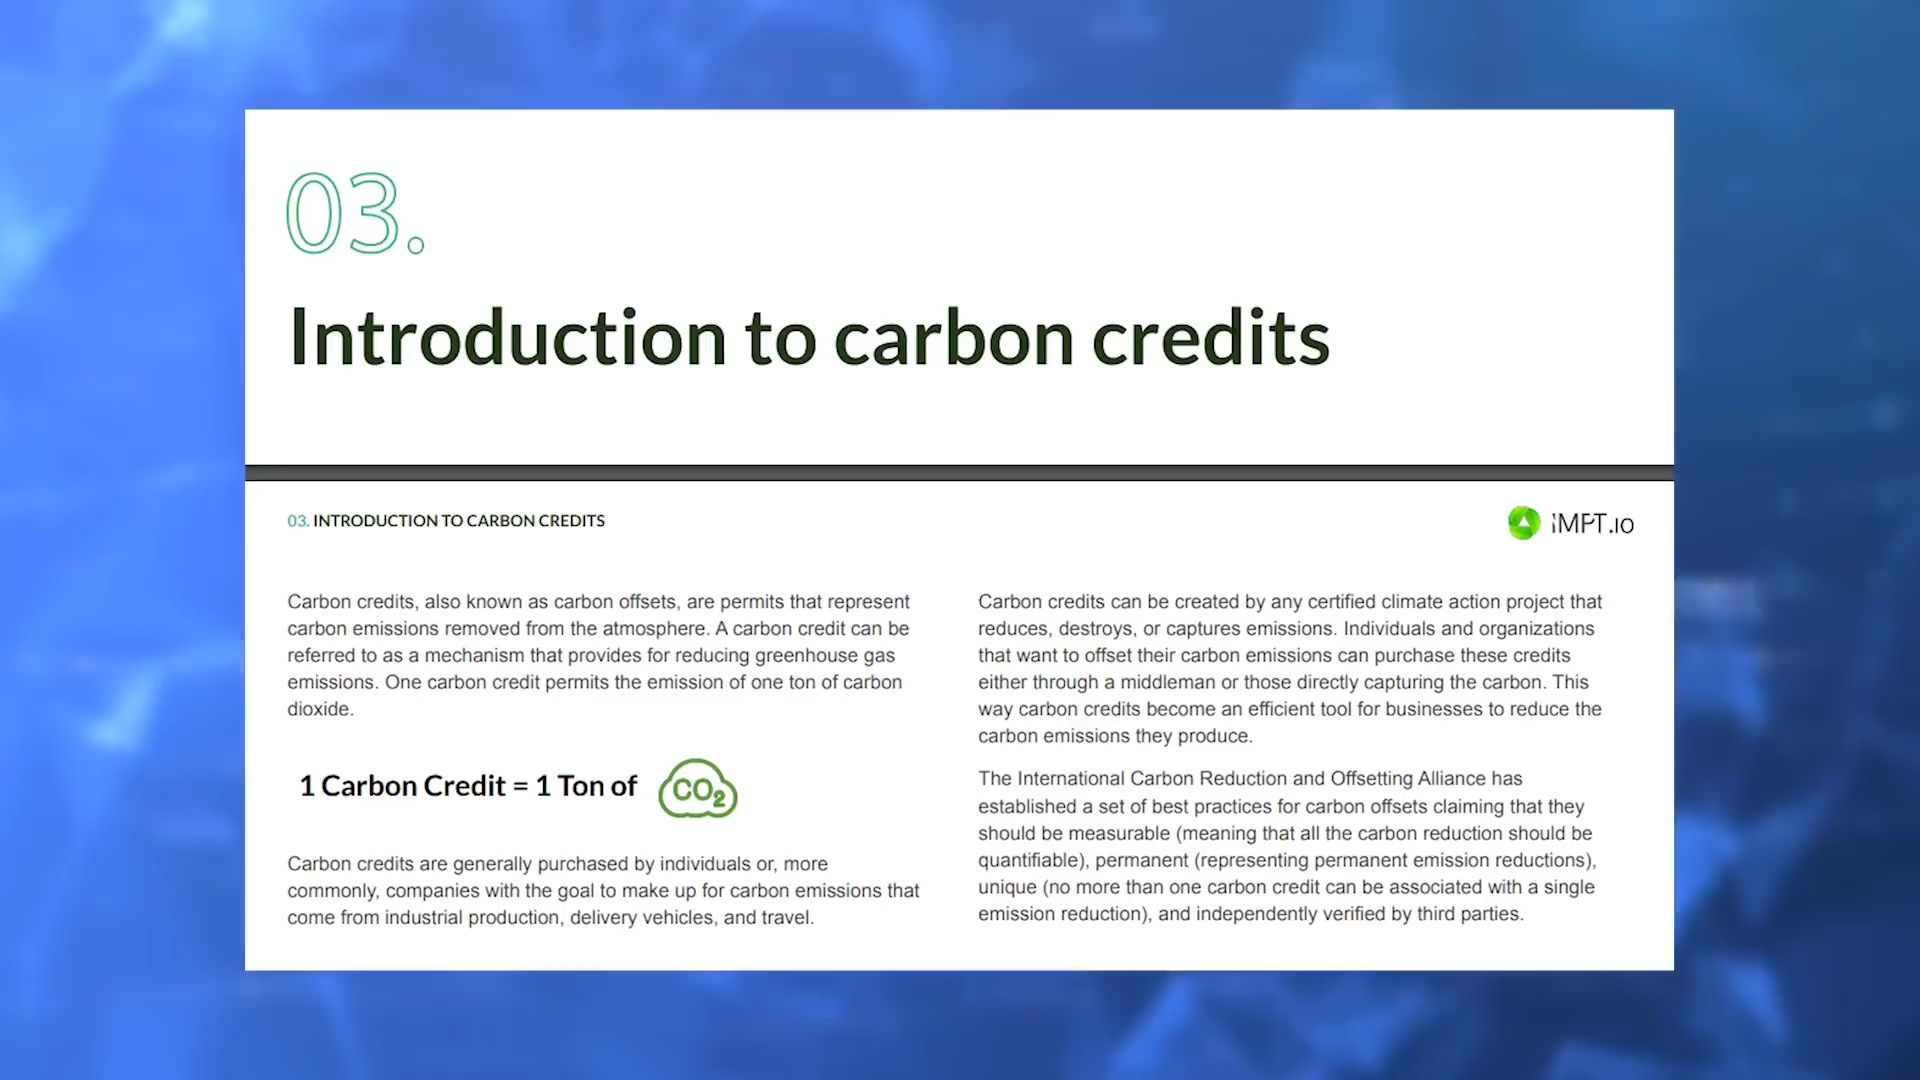 03.
Introduction to carbon credits
03. INTRODUCTION TO CARBON CREDITS
IMPT.IO
Carbon credits, also known as carbon offsets, are permits that represent
carbon emissions removed from the atmosphere. A carbon credit can be
referred to as a mechanism that provides for reducing greenhouse gas
emissions. One carbon credit permits the emission of one ton of carbon
dioxide.
1 Carbon Credit = 1 Ton of CO2
Carbon credits are generally purchased by individuals or, more
commonly, companies with the goal to make up for carbon emissions that
come from industrial production, delivery vehicles, and travel.
Carbon credits can be created by any certified climate action project that
reduces, destroys, or captures emissions. Individuals and organizations
that want to offset their carbon emissions can purchase these credits
either through a middleman or those directly capturing the carbon. This
way carbon credits become an efficient tool for businesses to reduce the
carbon emissions they produce.
The International Carbon Reduction and Offsetting Alliance has
established a set of best practices for carbon offsets claiming that they
should be measurable (meaning that all the carbon reduction should be
quantifiable), permanent (representing permanent emission reductions),
unique (no more than one carbon credit can be associated with a single
emission reduction), and independently verified by third parties.